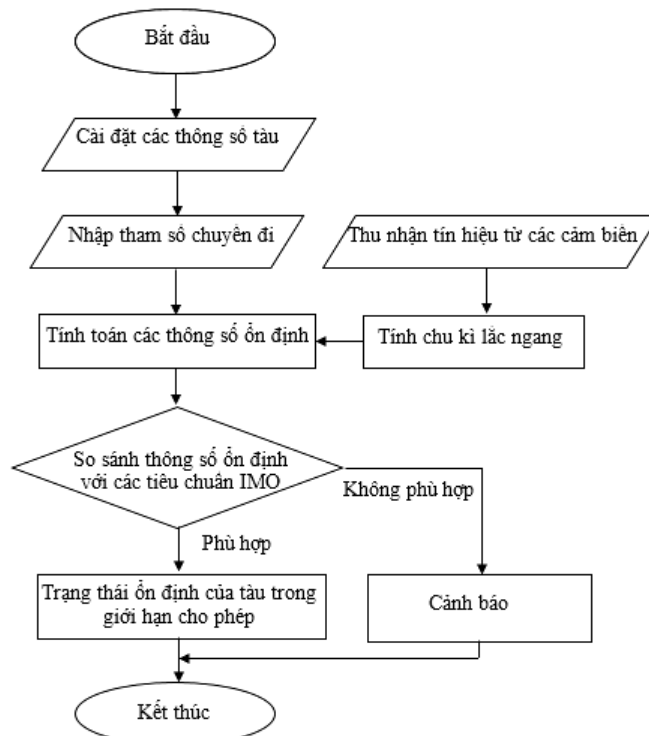 Bắt đầu
Cài đặt các thông số tàu
Nhập tham số chuyến đi
Thu nhận tín hiệu từ các cảm biến
Tính toán các thông số ổn định
Tính chu kì lắc ngang
So sánh thông số ổn định
với các tiêu chuẩn IMO
Không phù hợp
Phù hợp
Trạng thái ổn định của tàu trong
giới hạn cho phép
Cảnh báo
Kết thúc